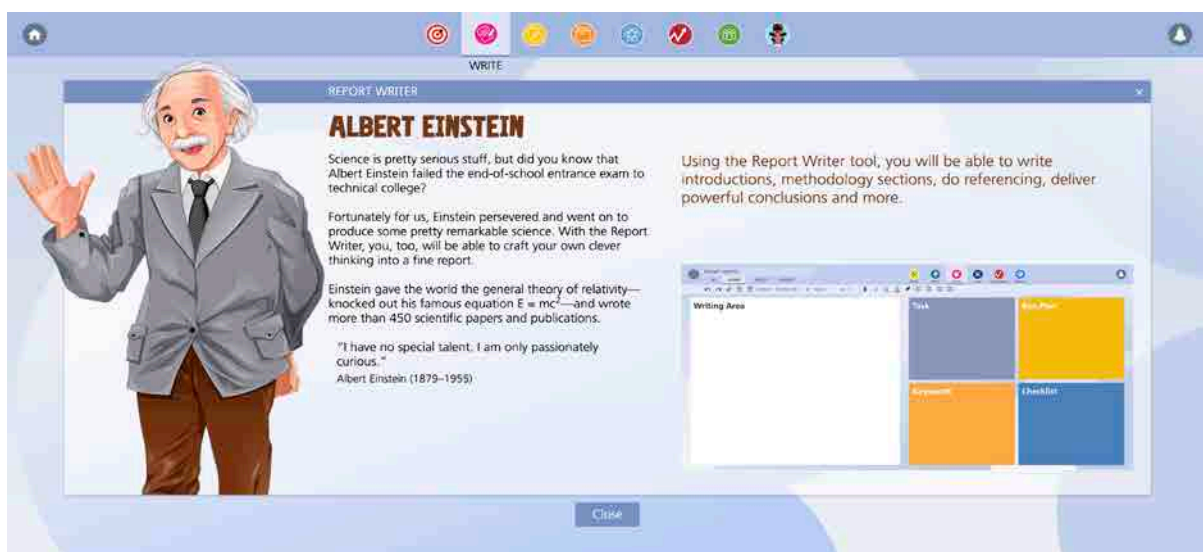 WRITE
REPORT WRITER
ALBERT EINSTEIN
Science is pretty serious stuff, but did you know that
Albert Einstein failed the end-of-school entrance exam to
technical college?
Fortunately for us, Einstein persevered and went on to
produce some pretty remarkable science. With the Report
Writer, you, too, will be able to craft your own clever
thinking into a fine report.
Einstein gave the world the general theory of relativity—
knocked out his famous equation E = mc²—and wrote
more than 450 scientific papers and publications.
"I have no special talent. I am only passionately
curious."
Albert Einstein (1879–1955)
Using the Report Writer tool, you will be able to write
introductions, methodology sections, do referencing, deliver
powerful conclusions and more.
Writing Area
Task
Keywords
Checklist
Close